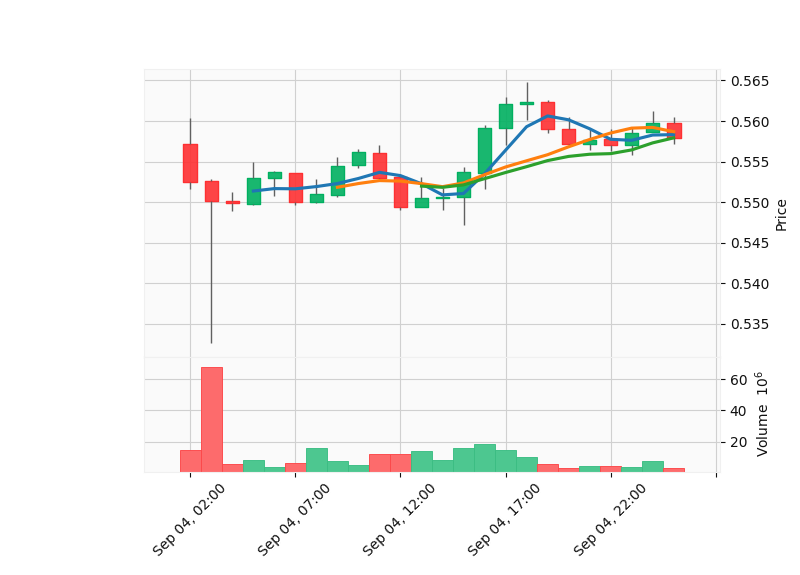 0.565
0.560
0.555
0.550
0.545
0.540
0.535
Price
60
40
20
Volume 10^6
Sep 04, 02:00
Sep 04, 07:00
Sep 04, 12:00
Sep 04, 17:00
Sep 04, 22:00